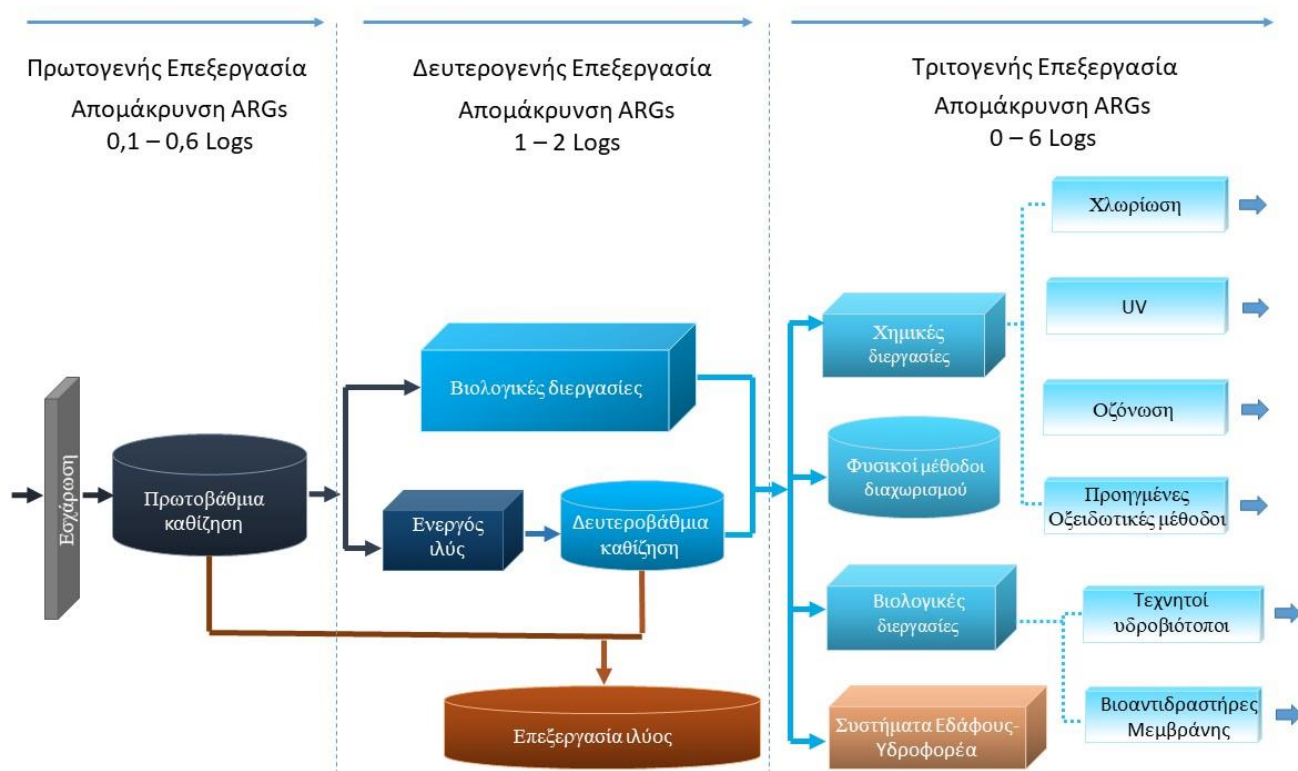 Πρωτογενής Επεξεργασία
Απομάκρυνση ARGs
0,1 – 0,6 Logs
Δευτερογενής Επεξεργασία
Απομάκρυνση ARGs
1 – 2 Logs
Τριτογενής Επεξεργασία
Απομάκρυνση ARGs
0 – 6 Logs
Εσχάρωση
Πρωτοβάθμια
καθίζηση
Βιολογικές διεργασίες
Ενεργός
ιλύς
Δευτεροβάθμια
καθίζηση
Επεξεργασία ιλύος
Χημικές
διεργασίες
Χλωρίωση
UV
Οζόνωση
Προηγμένες
Οξειδωτικές μέθοδοι
Φυσικοί μέθοδοι
διαχωρισμού
Βιολογικές
διεργασίες
Τεχνητοί
υδροβιότοποι
Βιοαντιδραστήρες
Μεμβράνης
Συστήματα Εδάφους-
Υδροφορέα